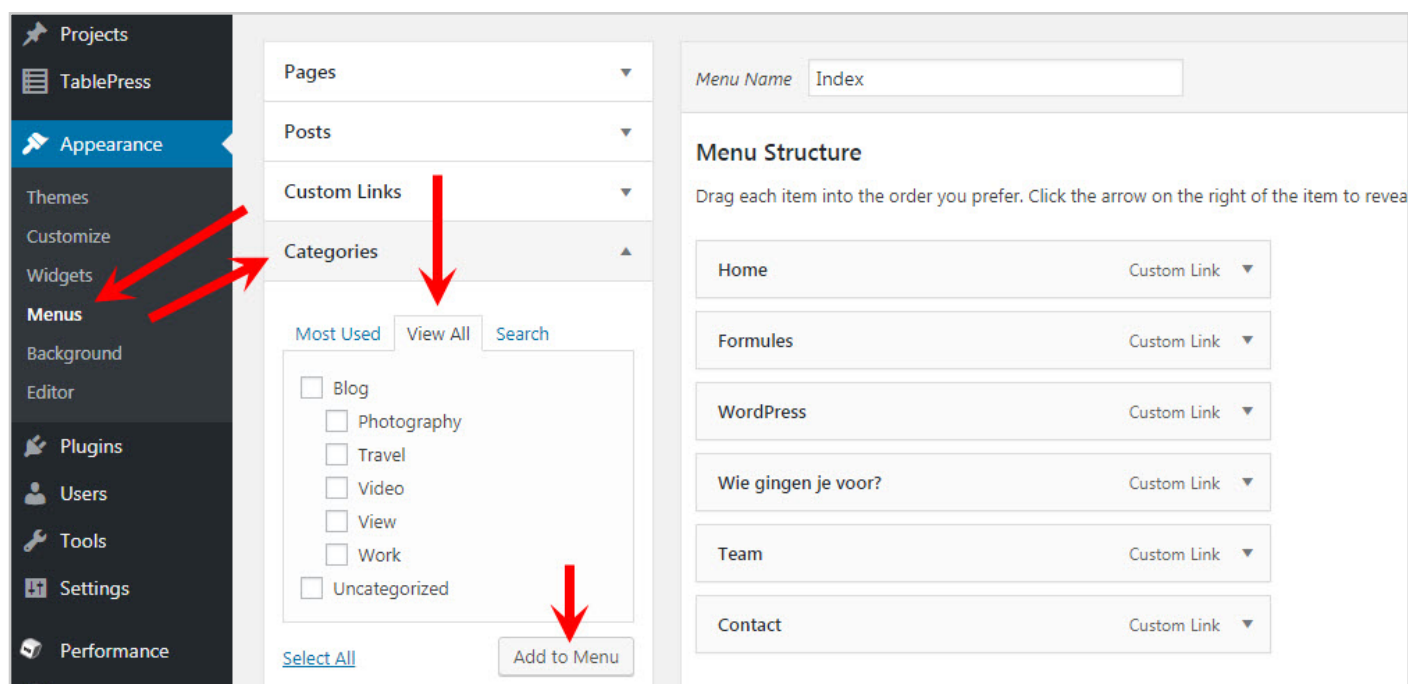 Projects
TablePress
Appearance
Themes
Customize
Widgets
Menus
Background
Editor
Plugins
Users
Tools
Settings
Performance
Pages
Posts
Custom Links
Categories
Most Used View All Search
Blog
Photography
Travel
Video
View
Work
Uncategorized
Select All Add to Menu
Menu Name Index
Menu Structure
Drag each item into the order you prefer. Click the arrow on the right of the item to revea
Home Custom Link
Formules Custom Link
WordPress Custom Link
Wie gingen je voor? Custom Link
Team Custom Link
Contact Custom Link